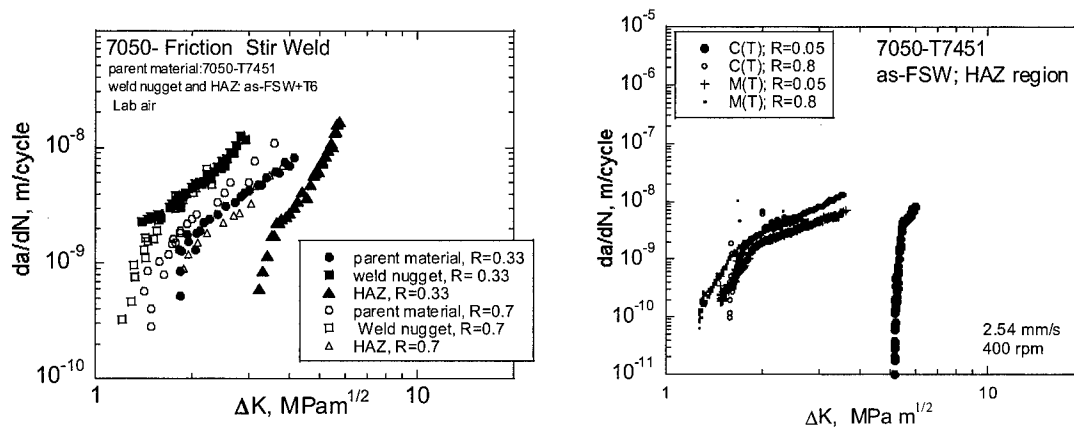 7050- Friction Stir Weld
parent material:7050-T7451
weld nugget and HAZ: as-FSW+T6
Lab air
da/dN, m/cycle
10⁻⁸
10⁻⁹
10⁻¹⁰
parent material, R=0.33
weld nugget, R= 0.33
HAZ, R=0.33
parent material, R=0.7
Weld nugget, R=0.7
HAZ, R=0.7
1
10
ΔK, MPam^1/2
C(T); R=0.05
C(T); R=0.8
M(T); R=0.05
M(T); R=0.8
7050-T7451
as-FSW; HAZ region
da/dN, m/cycle
10⁻⁵
10⁻⁶
10⁻⁷
10⁻⁸
10⁻⁹
10⁻¹⁰
10⁻¹¹
2.54 mm/s
400 rpm
1
10
ΔK, MPa m^1/2